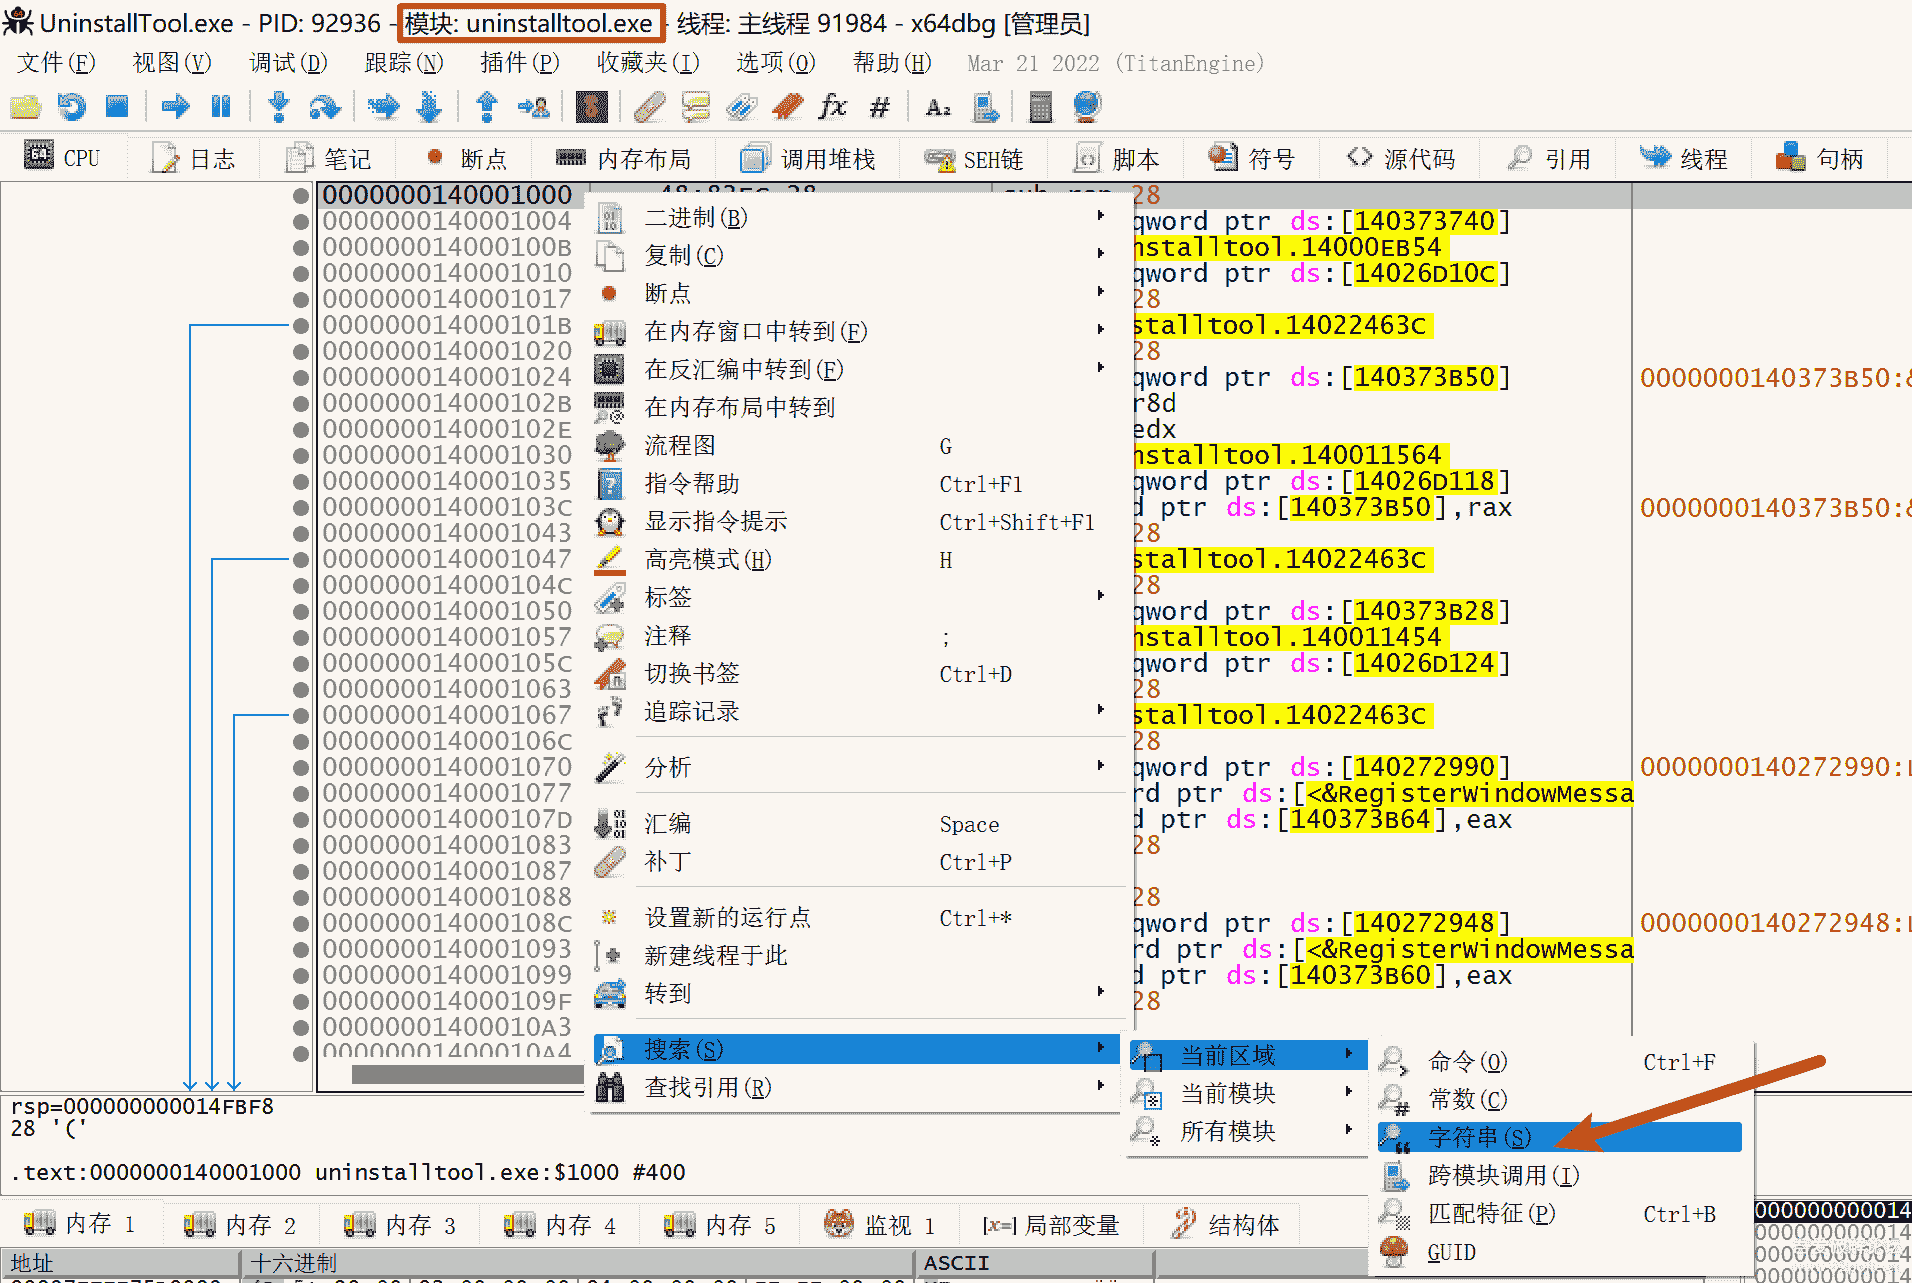 UninstallTool.exe - PID: 92936 - 模块: uninstalltool.exe - 线程: 主线程 91984 - x64dbg [管理员]
文件(F) 视图(V) 调试(D) 跟踪(N) 插件(P) 收藏夹(I) 选项(O) 帮助(H) Mar 21 2022 (TitanEngine)
CPU 日志 笔记 断点 内存布局 调用堆栈 SEH链 脚本 符号 源代码 引用 线程 句柄
0000000140001000 28
0000000140001004 二进制(B) qword ptr ds:[140373740]
000000014000100B 复制(C) nstalltool.14000EB54
0000000140001010 断点 qword ptr ds:[14026D10C]
0000000140001017 28
000000014000101B 在内存窗口中转到(F) stalltool.14022463C
0000000140001020 在反汇编中转到(F) 28
0000000140001024 qword ptr ds:[140373B50] 0000000140373B50:&
000000014000102B 在内存布局中转到 r8d
000000014000102E edx
0000000140001030 流程图 G nstalltool.140011564
0000000140001035 指令帮助 Ctrl+F1 qword ptr ds:[14026D118]
000000014000103C 显示指令提示 Ctrl+Shift+F1 d ptr ds:[140373B50],rax 0000000140373B50:&
0000000140001043 28
0000000140001047 高亮模式(H) H stalltool.14022463C
000000014000104C 标签 28
0000000140001050 qword ptr ds:[140373B28]
0000000140001057 注释 ; nstalltool.140011454
000000014000105C 切换书签 Ctrl+D qword ptr ds:[14026D124]
0000000140001063 28
0000000140001067 追踪记录 stalltool.14022463C
000000014000106C 28
0000000140001070 分析 qword ptr ds:[140272990] 0000000140272990:L
0000000140001077 rd ptr ds:[<&RegisterWindowMessa
000000014000107D 汇编 Space d ptr ds:[140373B64],eax
0000000140001083 28
0000000140001087 补丁 Ctrl+P
0000000140001088 28
000000014000108C 设置新的运行点 Ctrl+* qword ptr ds:[140272948] 0000000140272948:L
0000000140001093 新建线程于此 rd ptr ds:[<&RegisterWindowMessa
0000000140001099 d ptr ds:[140373B60],eax
000000014000109F 转到 28
00000001400010A3
00000001400010A4 搜索(S) 当前区域 命令(O) Ctrl+F
查找引用(R) 当前模块 常数(C)
所有模块 字符串(S)
跨模块调用(I)
匹配特征(P) Ctrl+B
GUID
rsp=000000000014FBF8
28 '('
.text:0000000140001000 uninstalltool.exe:$1000 #400
内存 1 内存 2 内存 3 内存 4 内存 5 监视 1 [x=] 局部变量 结构体
000000000014
地址 十六进制 ASCII